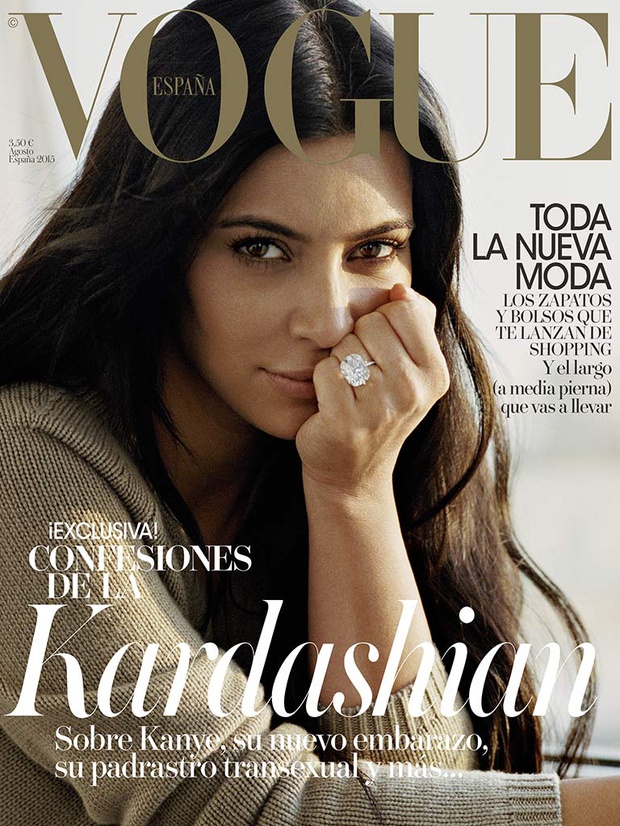 ©
VOGUE
ESPAÑA
3,50 €
Agosto
España 2015
TODA
LA NUEVA
MODA
LOS ZAPATOS
Y BOLSOS QUE
TE LANZAN DE
SHOPPING
Y el largo
(a media pierna)
que vas a llevar
¡EXCLUSIVA!
CONFESIONES
DE LA
Kardashian
Sobre Kanye, su nuevo embarazo,
su padrastro transexual y más...